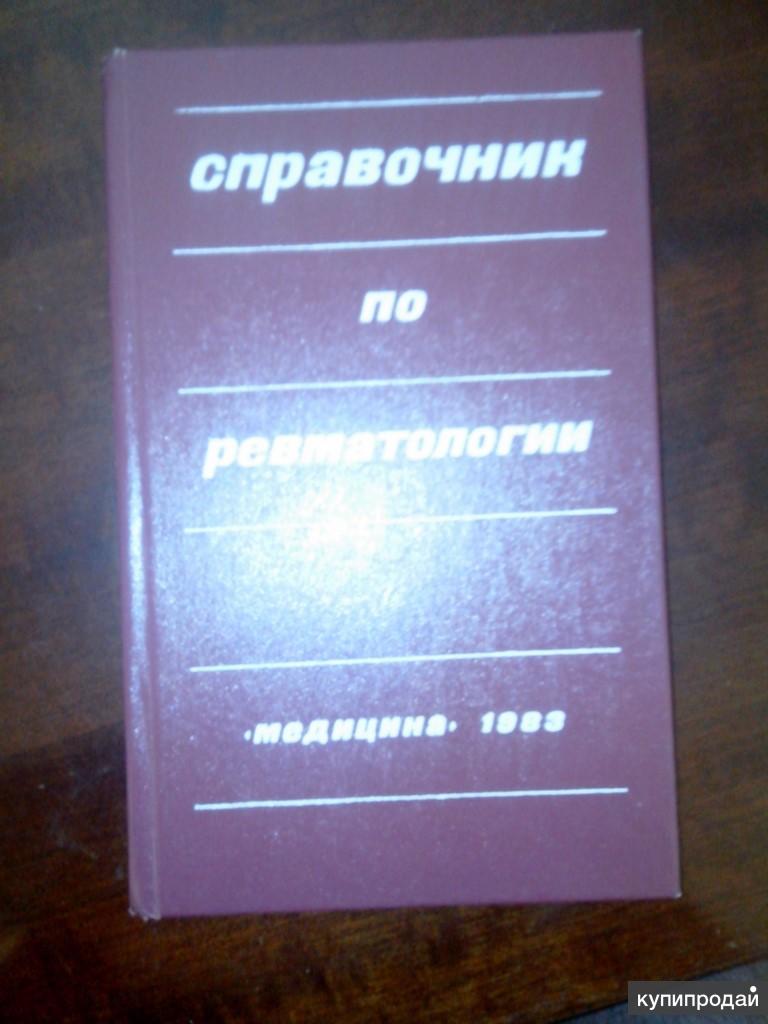 справочник
по
ревматологии
«медицина» 1983
купипродай